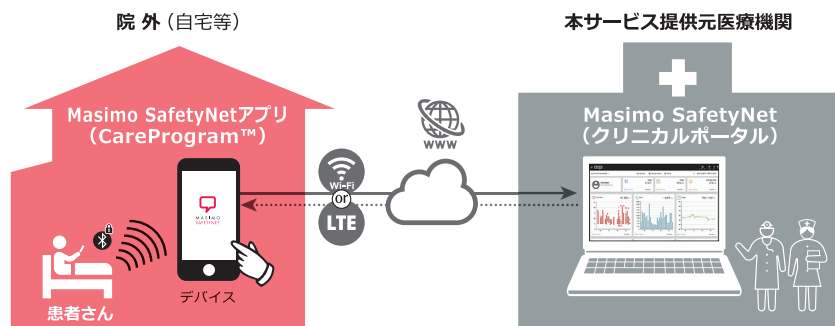 院 外（自宅等）
本サービス提供元医療機関
Masimo SafetyNetアプリ
（CareProgram™）
MASIMO
SAFETYNET
デバイス
患者さん
Wi-Fi
or
LTE
WWW
Masimo SafetyNet
（クリニカルポータル）